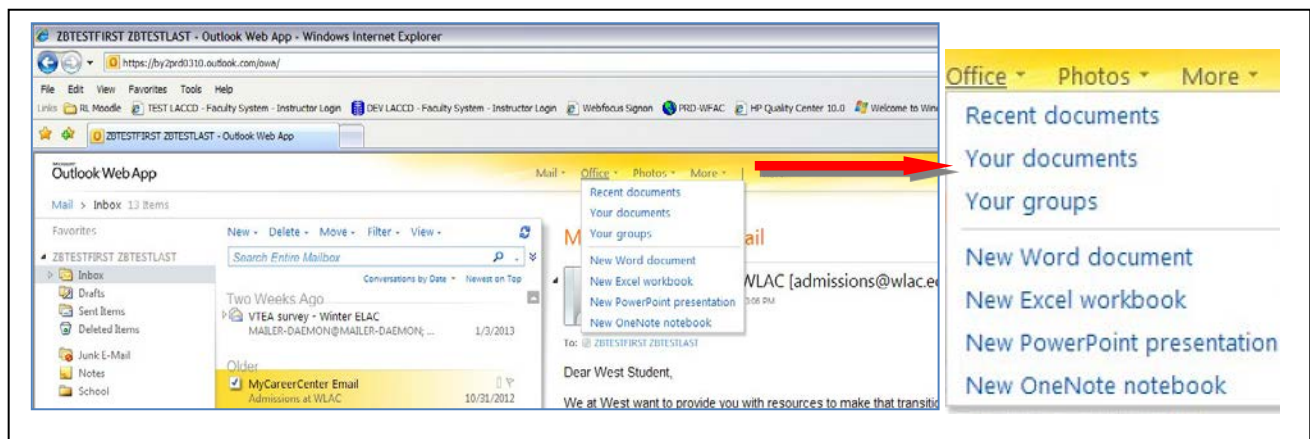 ZBTESTFIRST ZBTESTLAST - Outlook Web App - Windows Internet Explorer
https://by2prd0310.outlook.com/owa/
File Edit View Favorites Tools Help
Links RL Moodle TEST LACCD - Faculty System - Instructor Login DEV LACCD - Faculty System - Instructor Login Webfocus Signon PRD-WFAC HP Quality Center 10.0 Welcome to Win
ZBTESTFIRST ZBTESTLAST - Outlook Web App
Microsoft
Outlook Web App
Mail Office Photos More
Mail > Inbox 13 Items
Favorites
ZBTESTFIRST ZBTESTLAST
Inbox
Drafts
Sent Items
Deleted Items
Junk E-Mail
Notes
School
New Delete Move Filter View
Search Entire Mailbox
Conversations by Date Newest on Top
Two Weeks Ago
VTEA survey - Winter ELAC
MAILER-DAEMON@MAILER-DAEMON; ... 1/3/2013
Older
MyCareerCenter Email
Admissions at WLAC 10/31/2012
Recent documents
Your documents
Your groups
New Word document
New Excel workbook
New PowerPoint presentation
New OneNote notebook
M ail
WLAC [admissions@wlac.e
To: ZBTESTFIRST ZBTESTLAST
Dear West Student,
We at West want to provide you with resources to make that transiti
Office Photos More
Recent documents
Your documents
Your groups
New Word document
New Excel workbook
New PowerPoint presentation
New OneNote notebook